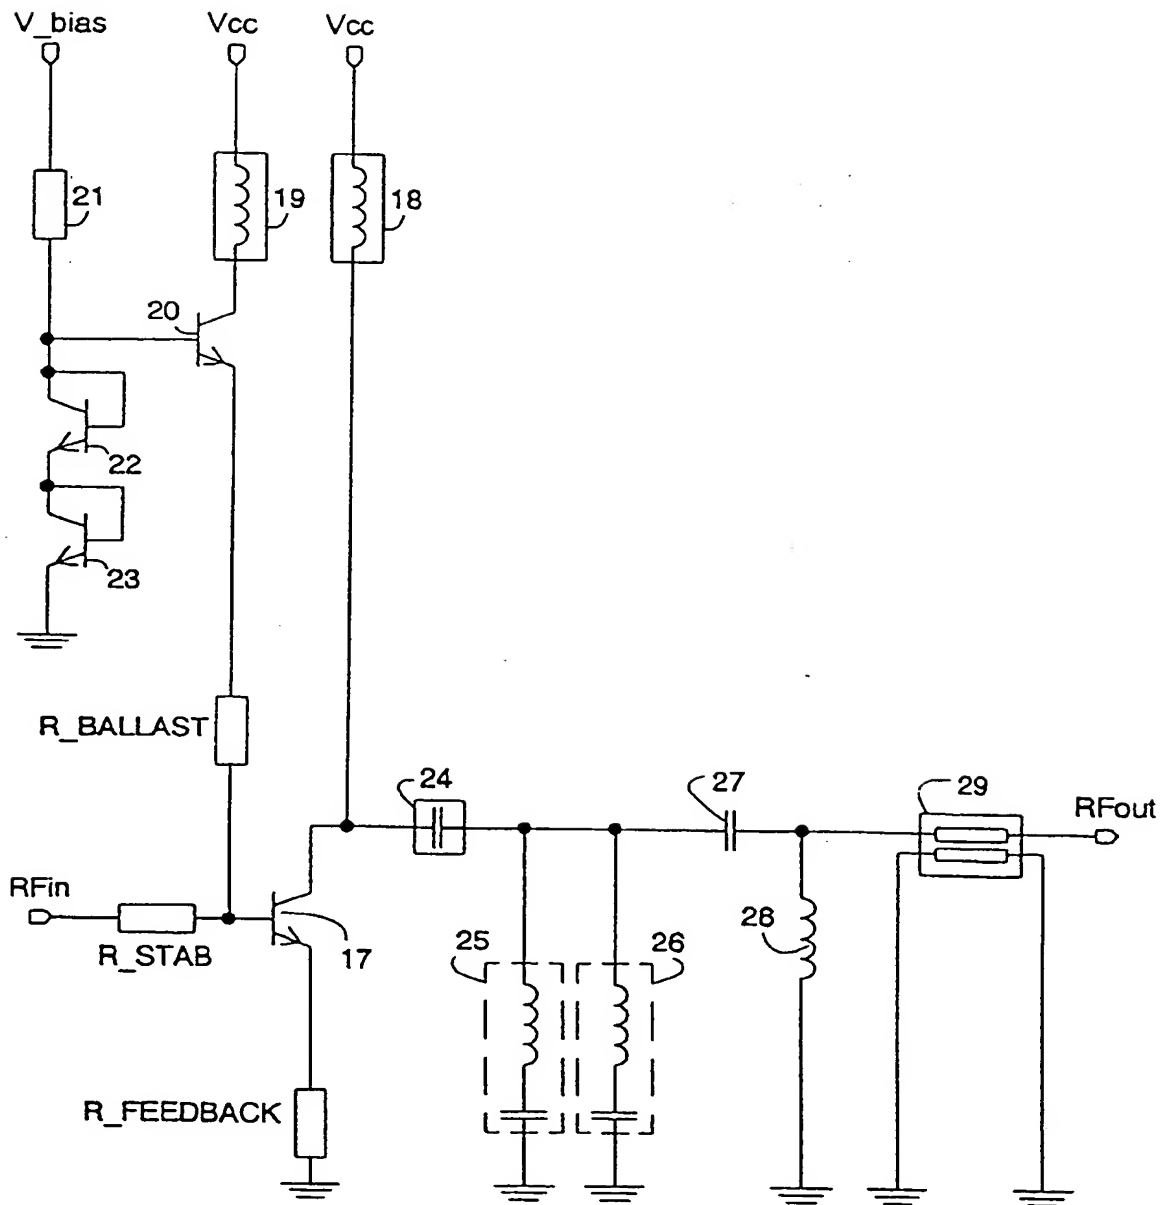 V_bias
Vcc
Vcc
21
19
18
20
22
23
R_BALLAST
24
27
29
RFout
RFin
R_STAB
17
25
26
28
R_FEEDBACK